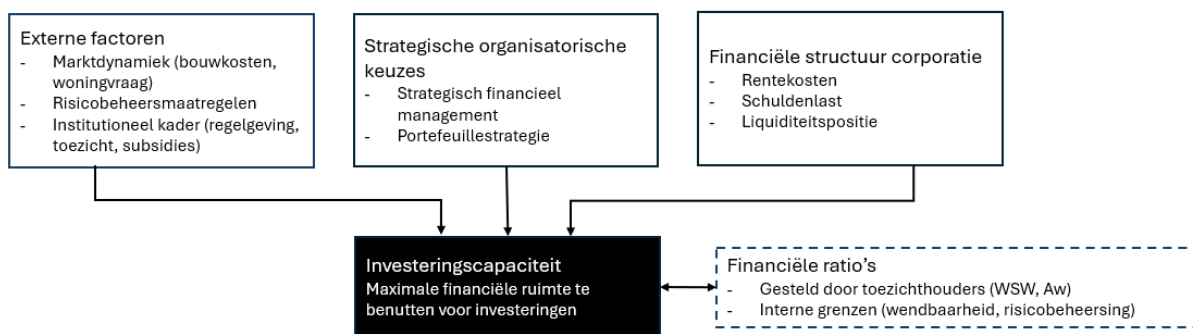 Externe factoren
- Marktdynamiek (bouwkosten,
woningvraag)
- Risicobeheersmaatregelen
- Institutioneel kader (regelgeving,
toezicht, subsidies)
Strategische organisatorische
keuzes
- Strategisch financieel
management
- Portefeuillestrategie
Financiële structuur corporatie
- Rentekosten
- Schuldenlast
- Liquiditeitspositie
Investeringscapaciteit
Maximale financiële ruimte te
benutten voor investeringen
Financiële ratio’s
- Gesteld door toezichthouders (WSW, Aw)
- Interne grenzen (wendbaarheid, risicobeheersing)